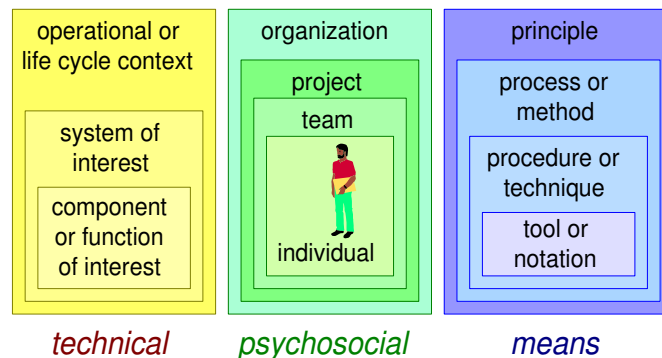 operational or
life cycle context
system of
interest
component
or function
of interest
technical
organization
project
team
individual
psychosocial
principle
process or
method
procedure or
technique
tool or
notation
means